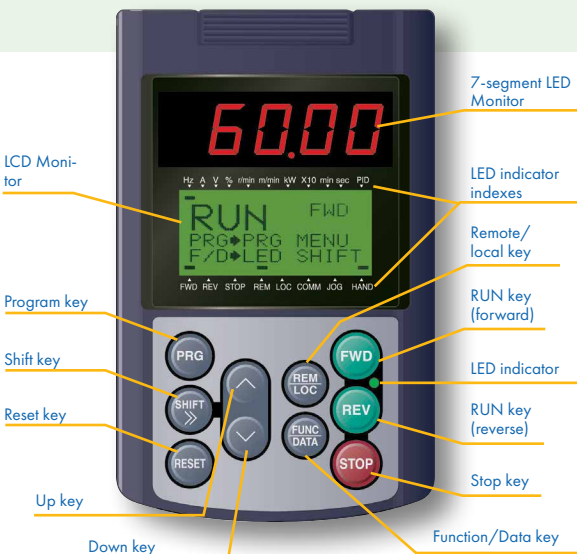 60.00
7-segment LED
Monitor
LCD Moni-
tor
Hz A V % r/min m/min kW X10 min sec PID
LED indicator
indexes
RUN FWD
PRG➧PRG MENU
F/D➧LED SHIFT
Remote/
local key
FWD REV STOP REM LOC COMM JOG HAND
Program key
RUN key
(forward)
PRG
FWD
REM
LOC
Shift key
LED indicator
SHIFT
REV
Reset key
RUN key
(reverse)
FUNC
DATA
RESET
STOP
Stop key
Up key
Function/Data key
Down key